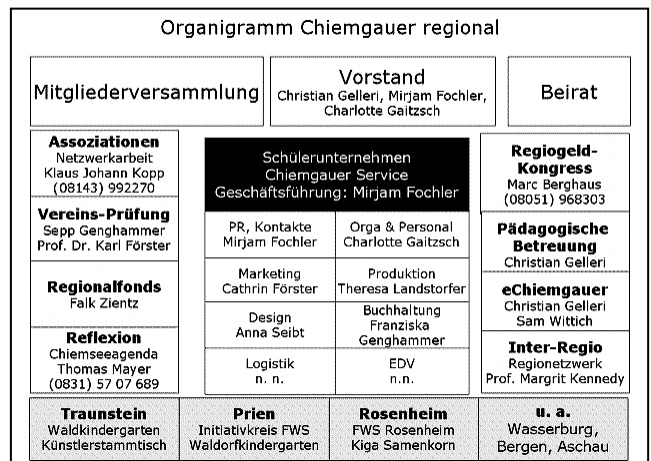 Organigramm Chiemgauer regional
Mitgliederversammlung
Vorstand
Christian Gelleri, Mirjam Fochler,
Charlotte Gaitzsch
Beirat
Assoziationen
Netzwerkarbeit
Klaus Johann Kopp
(08143) 992270
Vereins-Prüfung
Sepp Genghammer
Prof. Dr. Karl Förster
Regionalfonds
Falk Zientz
Reflexion
Chiemseeagenda
Thomas Mayer
(0831) 57 07 689
Schülerunternehmen
Chiemgauer Service
Geschäftsführung: Mirjam Fochler
PR, Kontakte
Mirjam Fochler
Orga & Personal
Charlotte Gaitzsch
Marketing
Cathrin Förster
Produktion
Theresa Landstorfer
Design
Anna Seibt
Buchhaltung
Franziska
Genghammer
Logistik
n. n.
EDV
n.n.
Regiogeld-
Kongress
Marc Berghaus
(08051) 968303
Pädagogische
Betreuung
Christian Gelleri
eChiemgauer
Christian Gelleri
Sam Wittich
Inter-Regio
Regionetzwerk
Prof. Margrit Kennedy
Traunstein
Waldkindergarten
Künstlerstammtisch
Prien
Initiativkreis FWS
Waldorfkindergarten
Rosenheim
FWS Rosenheim
Kiga Samenkorn
u. a.
Wasserburg,
Bergen, Aschau